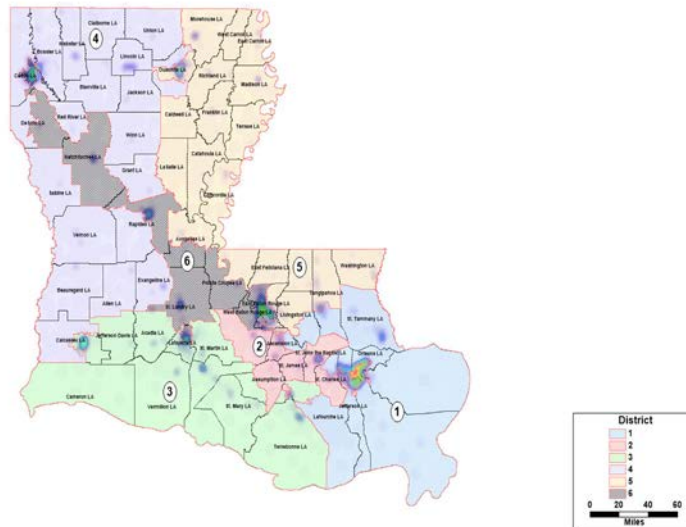 Claiborne LA
Union LA
Morehouse LA
West Carroll LA
East Carroll LA
Webster LA
4
Bossier LA
Lincoln LA
Ouachita LA
Richland LA
Caddo LA
Madison LA
Bienville LA
Jackson LA
Red River LA
Caldwell LA
Franklin LA
Tensas LA
De Soto LA
Winn LA
Natchitoches LA
Catahoula LA
Grant LA
La Salle LA
Sabine LA
Concordia LA
Rapides LA
Vernon LA
Avoyelles LA
6
East Feliciana LA
5
Washington LA
Evangeline LA
Pointe Coupee LA
Beauregard LA
Allen LA
St. Landry LA
East Baton Rouge LA
Tangipahoa LA
West Baton Rouge LA
Livingston LA
St. Tammany LA
Jefferson Davis LA
Acadia LA
Calcasieu LA
Lafayette LA
St. Martin LA
2
Ascension LA
St. John the Baptist LA
Orleans LA
St. James LA
Assumption LA
St. Charles LA
Cameron LA
3
Vermilion LA
St. Mary LA
Jefferson LA
1
Lafourche LA
Terrebonne LA
District
1
2
3
4
5
6
0 20 40 60
Miles